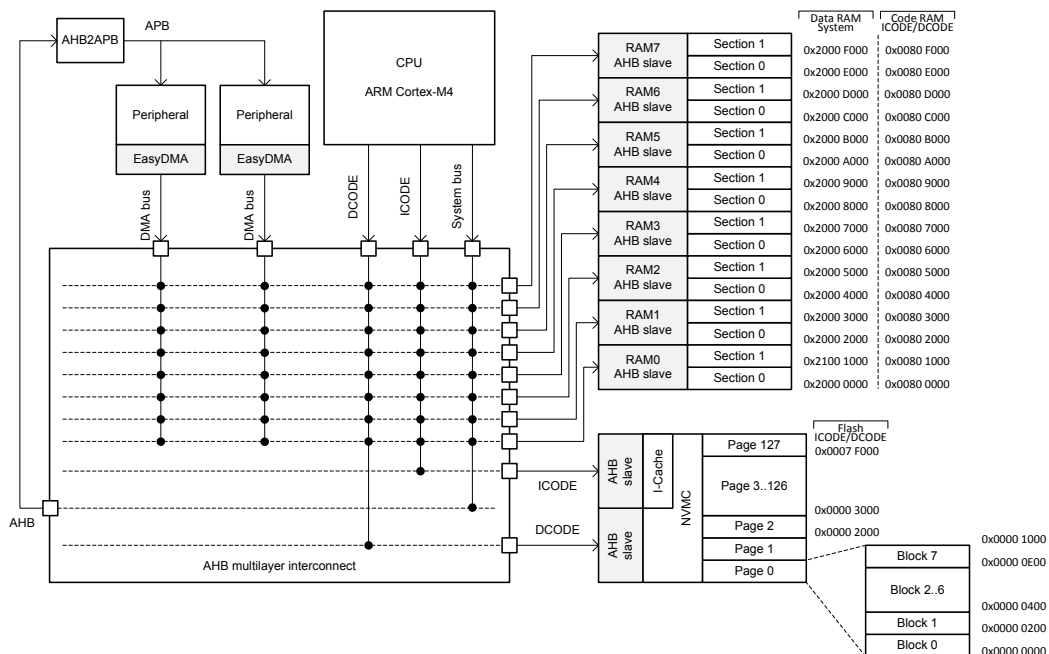 AHB2APB
APB
CPU
ARM Cortex-M4
Peripheral
EasyDMA
Peripheral
EasyDMA
DMA bus
DMA bus
DCODE
ICODE
System bus
AHB multilayer interconnect
AHB
ICODE
DCODE
Data RAM
System
Code RAM
ICODE/DCODE
RAM7
AHB slave
Section 1
0x2000 F000
0x0080 F000
Section 0
0x2000 E000
0x0080 E000
RAM6
AHB slave
Section 1
0x2000 D000
0x0080 D000
Section 0
0x2000 C000
0x0080 C000
RAM5
AHB slave
Section 1
0x2000 B000
0x0080 B000
Section 0
0x2000 A000
0x0080 A000
RAM4
AHB slave
Section 1
0x2000 9000
0x0080 9000
Section 0
0x2000 8000
0x0080 8000
RAM3
AHB slave
Section 1
0x2000 7000
0x0080 7000
Section 0
0x2000 6000
0x0080 6000
RAM2
AHB slave
Section 1
0x2000 5000
0x0080 5000
Section 0
0x2000 4000
0x0080 4000
RAM1
AHB slave
Section 1
0x2000 3000
0x0080 3000
Section 0
0x2000 2000
0x0080 2000
RAM0
AHB slave
Section 1
0x2100 1000
0x0080 1000
Section 0
0x2000 0000
0x0080 0000
Flash
ICODE/DCODE
0x0007 F000
AHB
slave
I-Cache
AHB
slave
NVMC
Page 127
Page 3..126
0x0000 3000
Page 2
0x0000 2000
Page 1
Page 0
0x0000 1000
Block 7
0x0000 0E00
Block 2..6
0x0000 0400
Block 1
0x0000 0200
Block 0
0x0000 0000